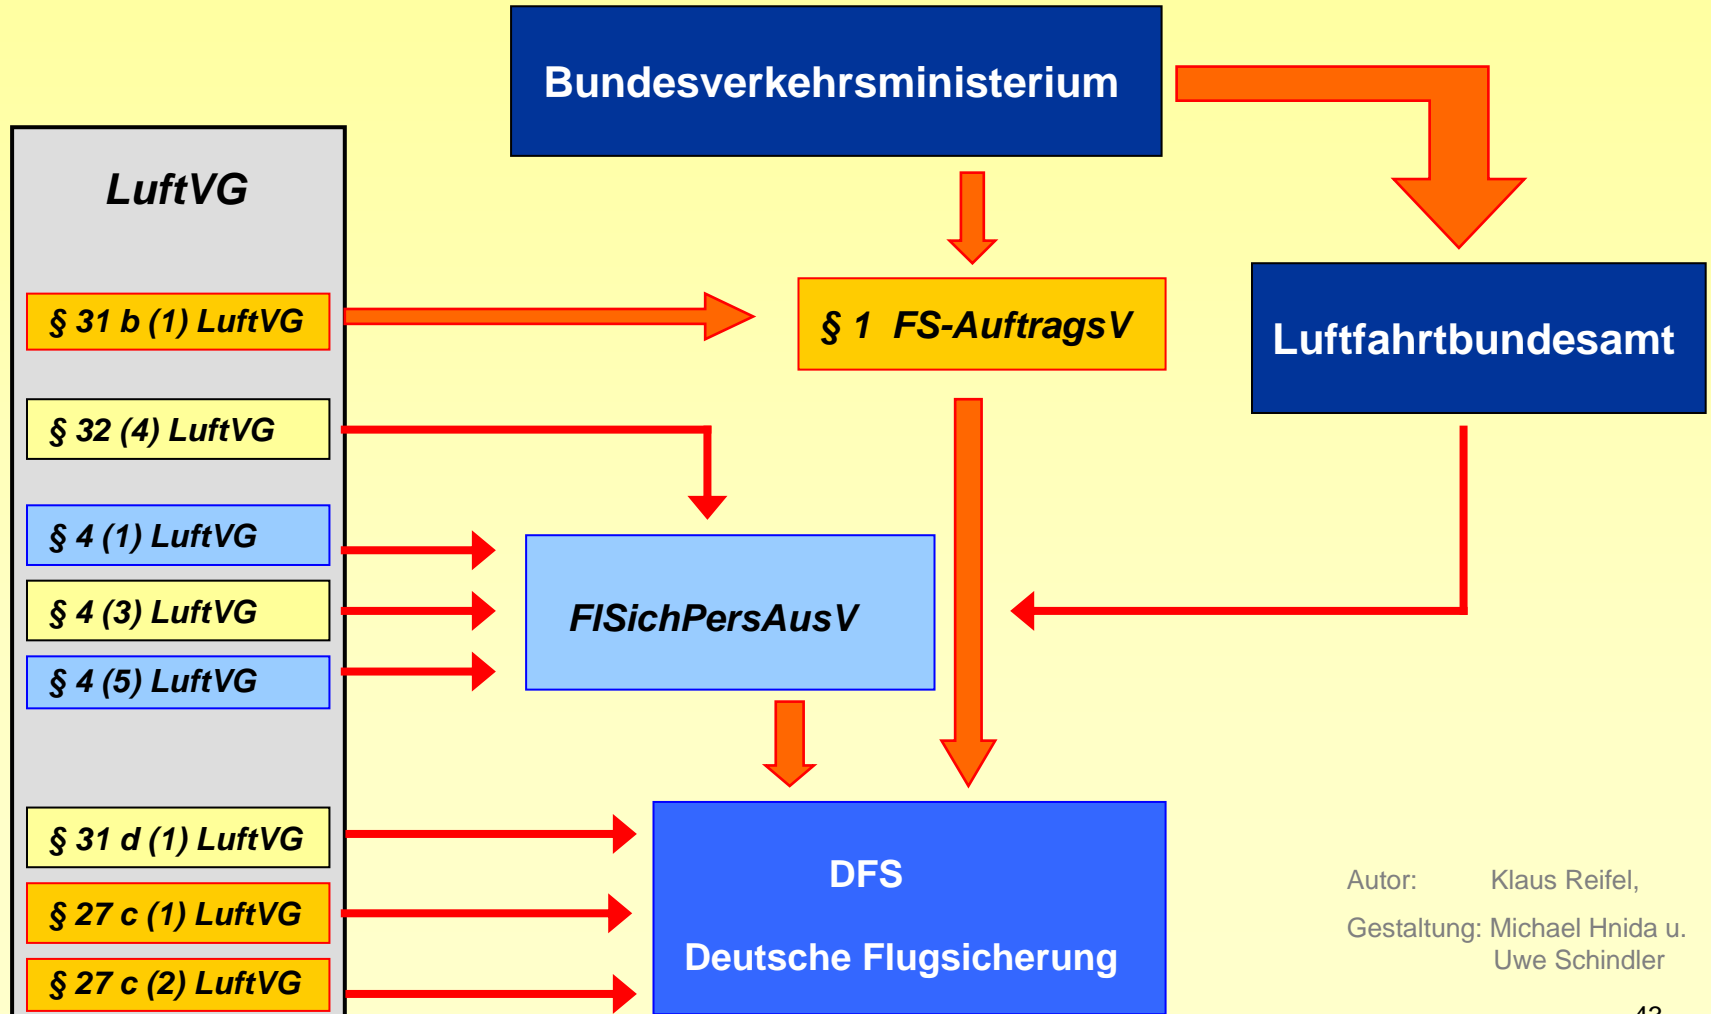 Bundesverkehrsministerium
LuftVG
§ 31 b (1) LuftVG
§ 1 FS-AuftragsV
Luftfahrtbundesamt
§ 32 (4) LuftVG
§ 4 (1) LuftVG
§ 4 (3) LuftVG
§ 4 (5) LuftVG
FlSichPersAusV
§ 31 d (1) LuftVG
§ 27 c (1) LuftVG
§ 27 c (2) LuftVG
DFS
Deutsche Flugsicherung
Autor: Klaus Reifel,
Gestaltung: Michael Hnida u.
Uwe Schindler